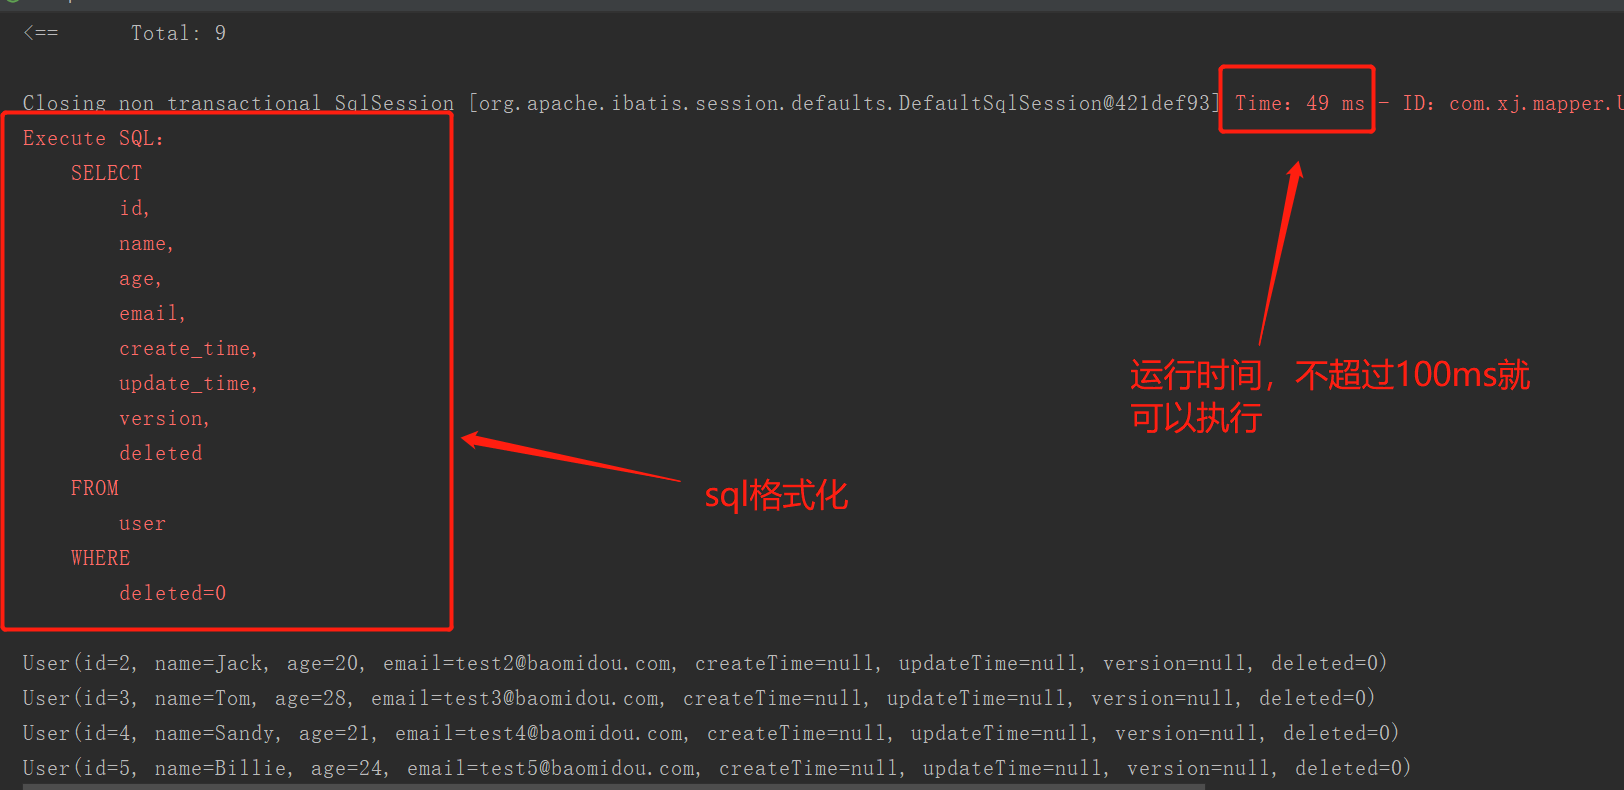 <==      Total: 9
Closing non transactional SqlSession [org.apache.ibatis.session.defaults.DefaultSqlSession@421def93] Time: 49 ms - ID: com.xj.mapper.U
Execute SQL:
SELECT
id,
name,
age,
email,
create_time,
update_time,
version,
deleted
FROM
user
WHERE
deleted=0
运行时间，不超过100ms就
可以执行
sql格式化
User(id=2, name=Jack, age=20, email=test2@baomidou.com, createTime=null, updateTime=null, version=null, deleted=0)
User(id=3, name=Tom, age=28, email=test3@baomidou.com, createTime=null, updateTime=null, version=null, deleted=0)
User(id=4, name=Sandy, age=21, email=test4@baomidou.com, createTime=null, updateTime=null, version=null, deleted=0)
User(id=5, name=Billie, age=24, email=test5@baomidou.com, createTime=null, updateTime=null, version=null, deleted=0)